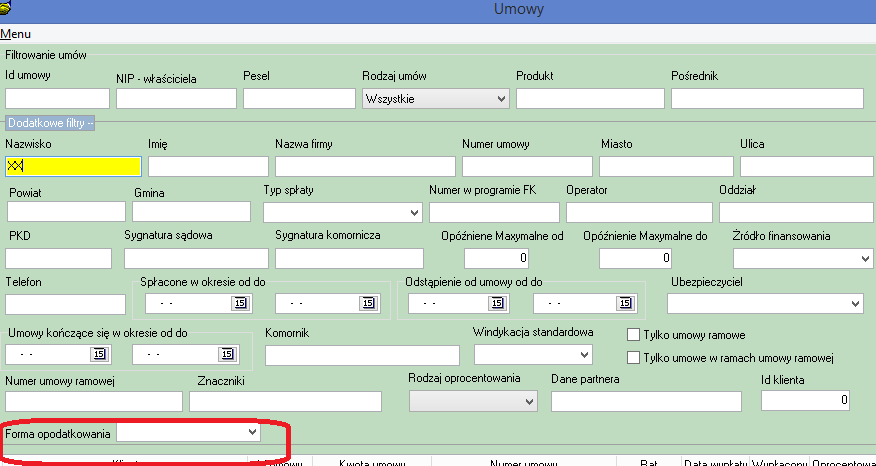 Umowy
Menu
Filtrowanie umów
Id umowy NIP - właściciela Pesel Rodzaj umów Produkt Pośrednik
Wszystkie
Dodatkowe filtry --
Nazwisko Imię Nazwa firmy Numer umowy Miasto Ulica
XX
Powiat Gmina Typ spłaty Numer w programie FK Operator Oddział
PKD Sygnatura sądowa Sygnatura komornicza Opóźniene Maxymalne od Opóźnienie Maxymalne do Źródło finansowania
0 0
Telefon Spłacone w okresie od do Odstąpienie od umowy od do Ubezpieczyciel
- - 15 - - 15 - - 15 - - 15
Umowy kończące się w okresie od do Komornik Windykacja standardowa Tylko umowy ramowe
- - 15 - - 15 Tylko umowe w ramach umowy ramowej
Numer umowy ramowej Znaczniki Rodzaj oprocentowania Dane partnera Id klienta
0
Forma opodatkowania
Klient umowy Kwota umowy Numer umowy Rat Data wypłaty Wypłacony Oprocentowa